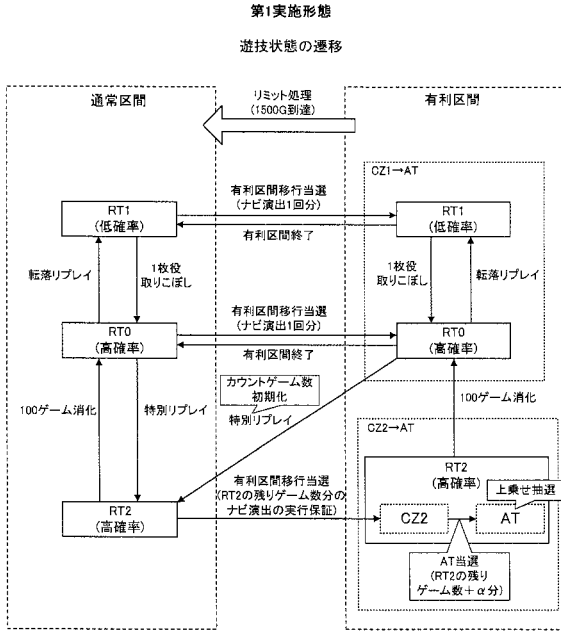 第1実施形態
遊技状態の遷移
通常区間
リミット処理
(1500G到達)
有利区間
CZ1→AT
RT1
(低確率)
有利区間移行当選
(ナビ演出1回分)
有利区間終了
RT1
(低確率)
転落リプレイ
1枚役
取りこぼし
1枚役
取りこぼし
転落リプレイ
RT0
(高確率)
有利区間移行当選
(ナビ演出1回分)
有利区間終了
RT0
(高確率)
カウントゲーム数
初期化
100ゲーム消化
特別リプレイ
特別リプレイ
100ゲーム消化
CZ2→AT
RT2
(高確率)
有利区間移行当選
(RT2の残りゲーム数分の
ナビ演出の実行保証)
RT2
(高確率)
上乗せ抽選
CZ2
AT
AT当選
(RT2の残り
ゲーム数+α分)